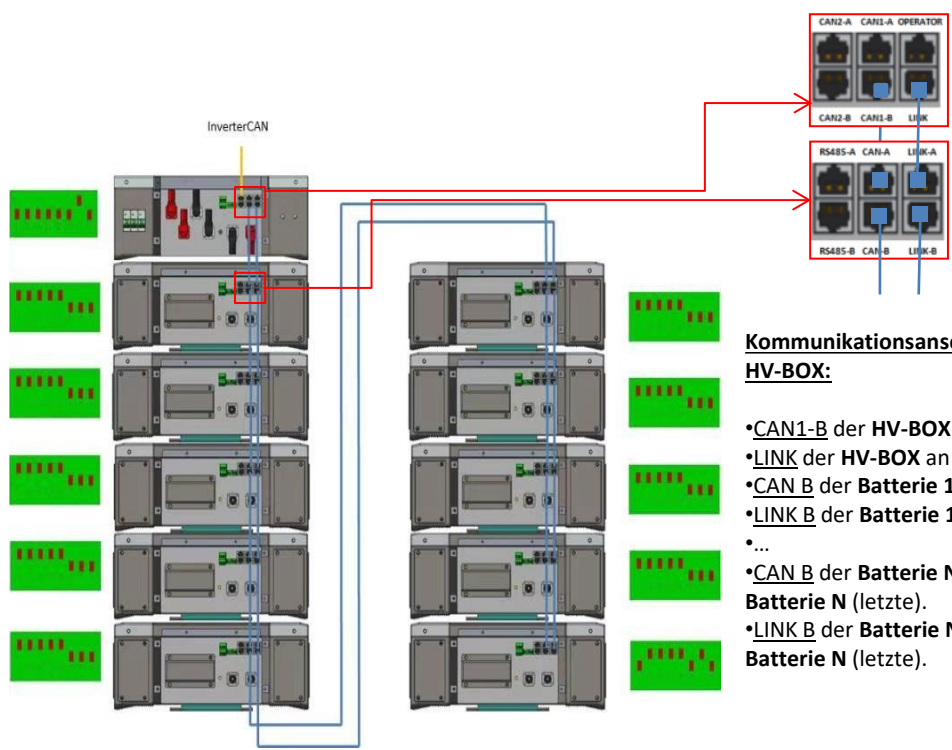 CAN2-A CAN1-A OPERATOR
CAN2-B CAN1-B LINK
InverterCAN
RS485-A CAN-A LINK-A
RS485-B CAN-B LINK-B
Kommunikationsans
HV-BOX:
•CAN1-B der HV-BOX
•LINK der HV-BOX an
•CAN B der Batterie 1
•LINK B der Batterie 1
•...
•CAN B der Batterie N
Batterie N (letzte).
•LINK B der Batterie N
Batterie N (letzte).